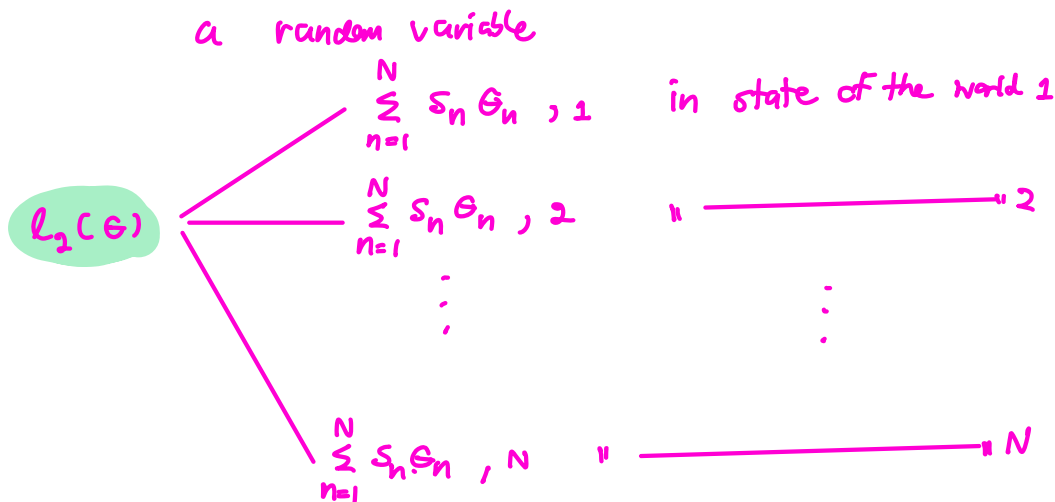 a random variable
N
∑ Sₙ Θₙ , 1 in state of the world 1
n=1
N
l₂(Θ) ∑ Sₙ Θₙ , 2 " ———— " 2
n=1
⋮ ⋮
N
∑ Sₙ Θₙ , N " ———— " N
n=1